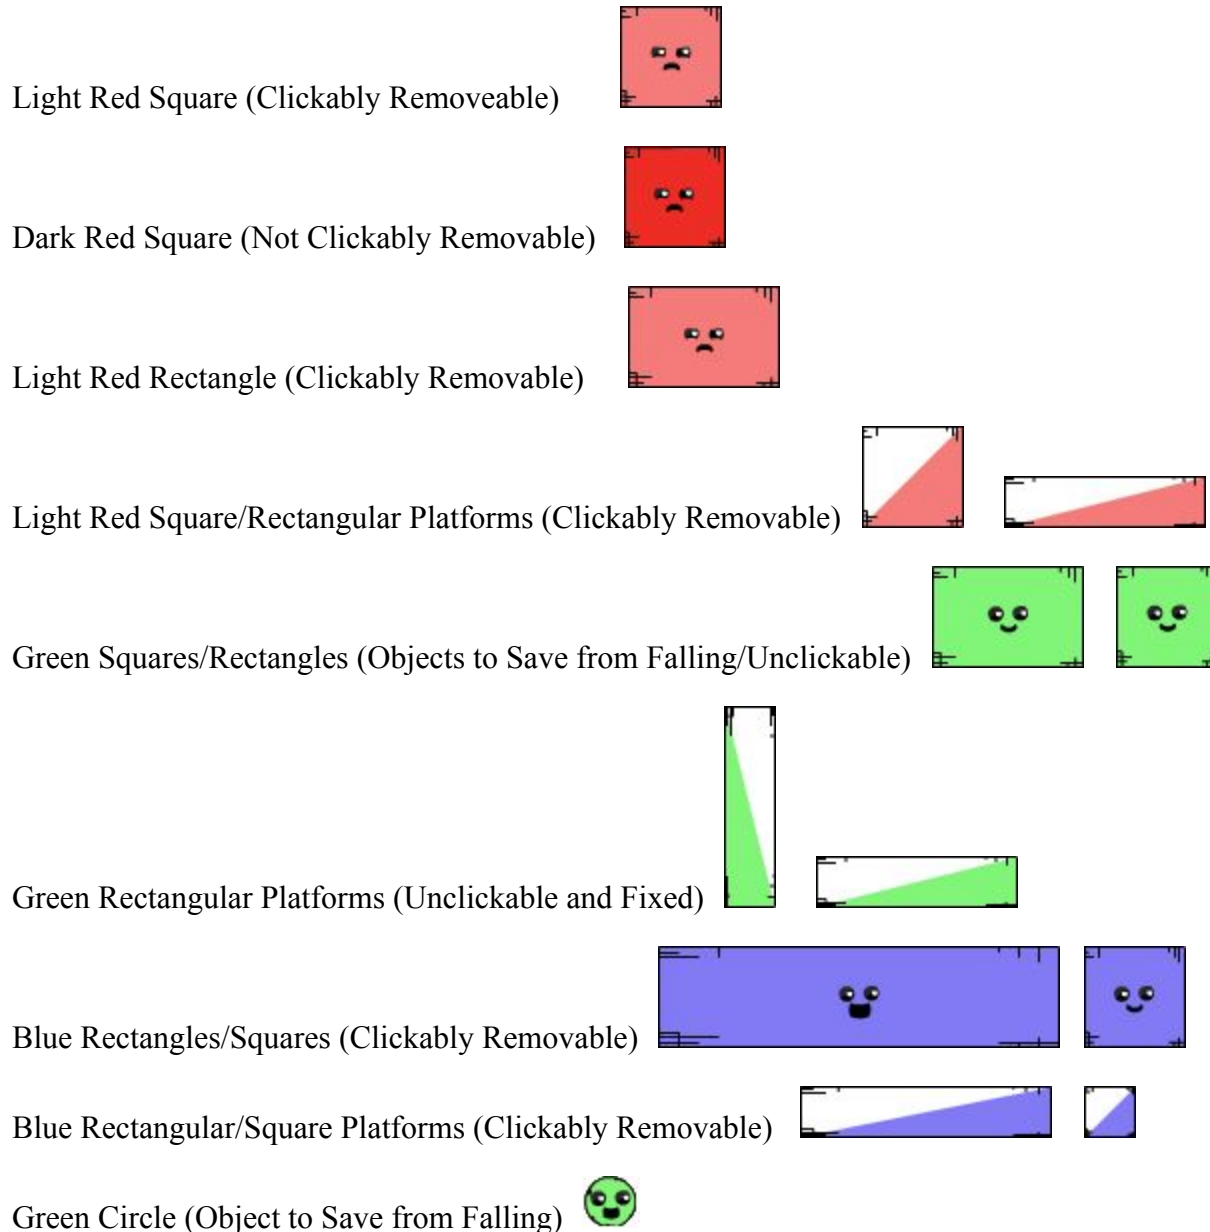 Light Red Square (Clickably Removeable)
Dark Red Square (Not Clickably Removable)
Light Red Rectangle (Clickably Removable)
Light Red Square/Rectangular Platforms (Clickably Removable)
Green Squares/Rectangles (Objects to Save from Falling/Unclickable)
Green Rectangular Platforms (Unclickable and Fixed)
Blue Rectangles/Squares (Clickably Removable)
Blue Rectangular/Square Platforms (Clickably Removable)
Green Circle (Object to Save from Falling)